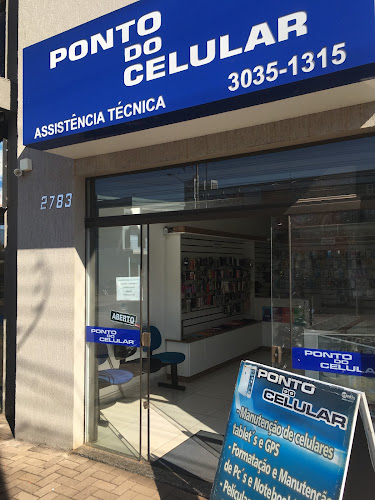 PONTO
DO
CELULAR
3035-1315
ASSISTÊNCIA TÉCNICA
2783
ABERTO
PONTO
DO
CELULAR
PONTO
DO
CELULAR
PONTO
DO
CELULAR
- Manutenção de celulares
tablet´s e GPS
- Formatação e Manutenção
de Pc´s e Notebo
- Película